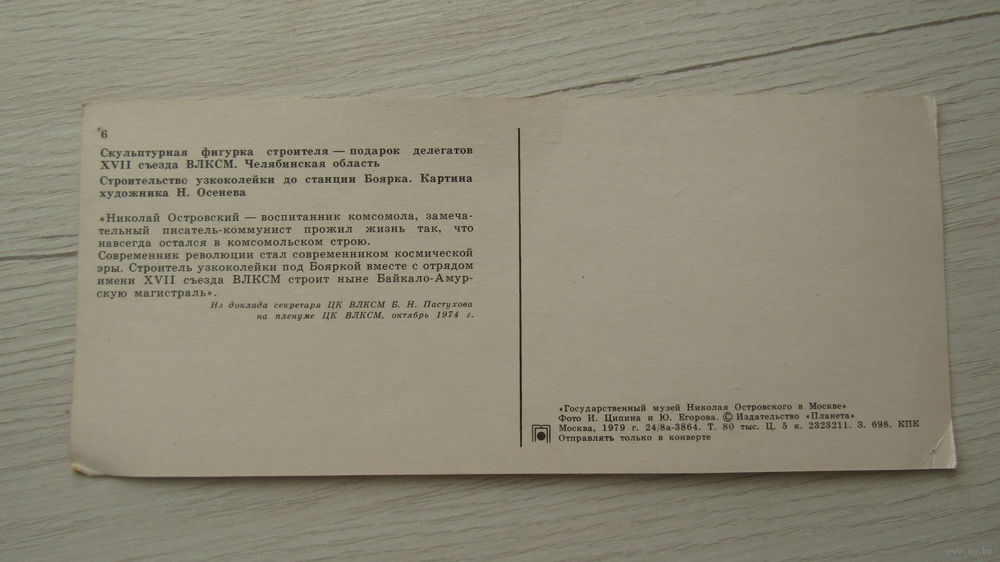 6
Скульптурная фигурка строителя — подарок делегатов
XVII съезда ВЛКСМ. Челябинская область
Строительство узкоколейки до станции Боярка. Картина
художника Н. Осенева
«Николай Островский — воспитанник комсомола, замеча-
тельный писатель-коммунист прожил жизнь так, что
навсегда остался в комсомольском строю.
Современник революции стал современником космической
эры. Строитель узкоколейки под Бояркой вместе с отрядом
имени XVII съезда ВЛКСМ строит ныне Байкало-Амур-
скую магистраль».
Из доклада секретаря ЦК ВЛКСМ Б. Н. Пастухова
на пленуме ЦК ВЛКСМ, октябрь 1974 г.
«Государственный музей Николая Островского в Москве»
Фото И. Ципина и Ю. Егорова. © Издательство «Планета»
Москва, 1979 г. 24/8а-3864. Т. 80 тыс. Ц. 5 к. 2323211. З. 698. КПК
Отправлять только в конверте
www.ay.by